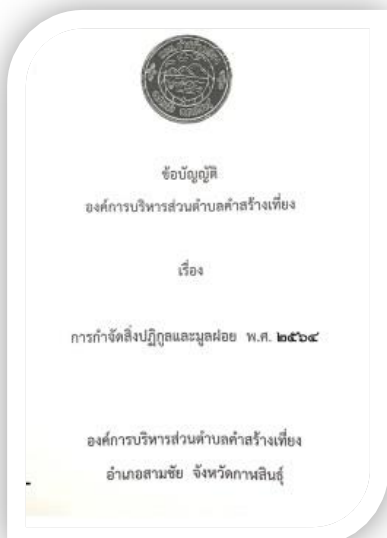 ข้อบัญญัติ
องค์การบริหารส่วนตำบลคำสร้างเที่ยง
เรื่อง
การกำจัดสิ่งปฏิกูลและมูลฝอย พ.ศ. ๒๕๖๔
องค์การบริหารส่วนตำบลคำสร้างเที่ยง
อำเภอสามชัย จังหวัดกาฬสินธุ์